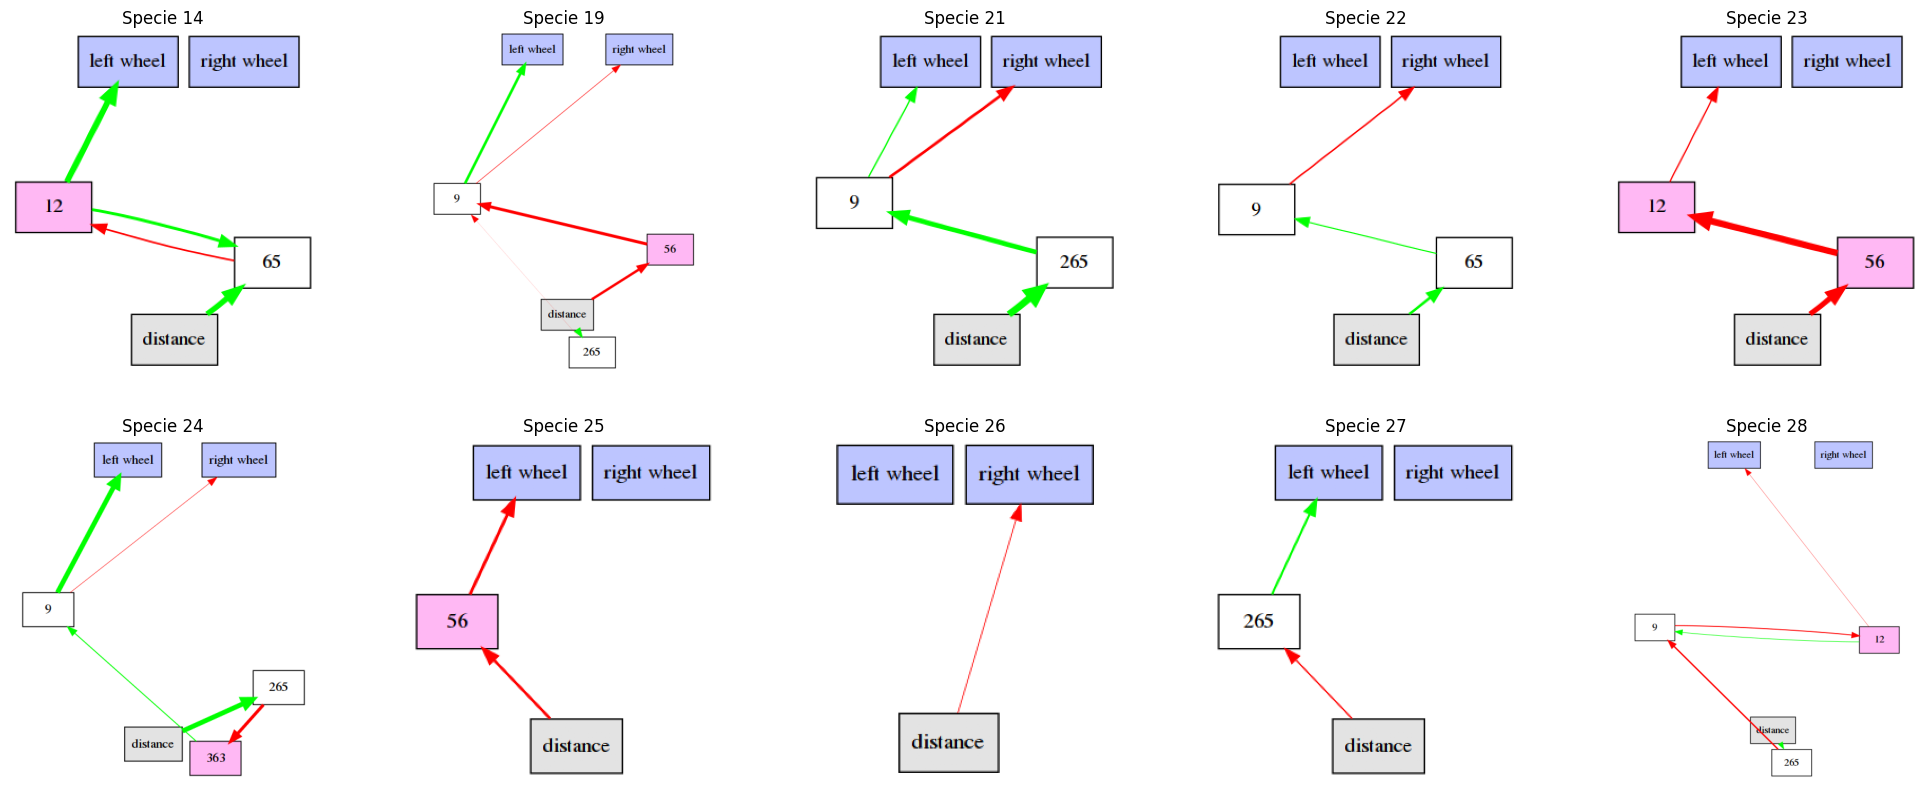 Specie 14
left wheel
right wheel
12
65
distance
Specie 19
left wheel
right wheel
9
56
distance
265
Specie 21
left wheel
right wheel
9
265
distance
Specie 22
left wheel
right wheel
9
65
distance
Specie 23
left wheel
right wheel
12
56
distance
Specie 24
left wheel
right wheel
9
265
distance
363
Specie 25
left wheel
right wheel
56
distance
Specie 26
left wheel
right wheel
distance
Specie 27
left wheel
right wheel
265
distance
Specie 28
left wheel
right wheel
9
12
distance
265